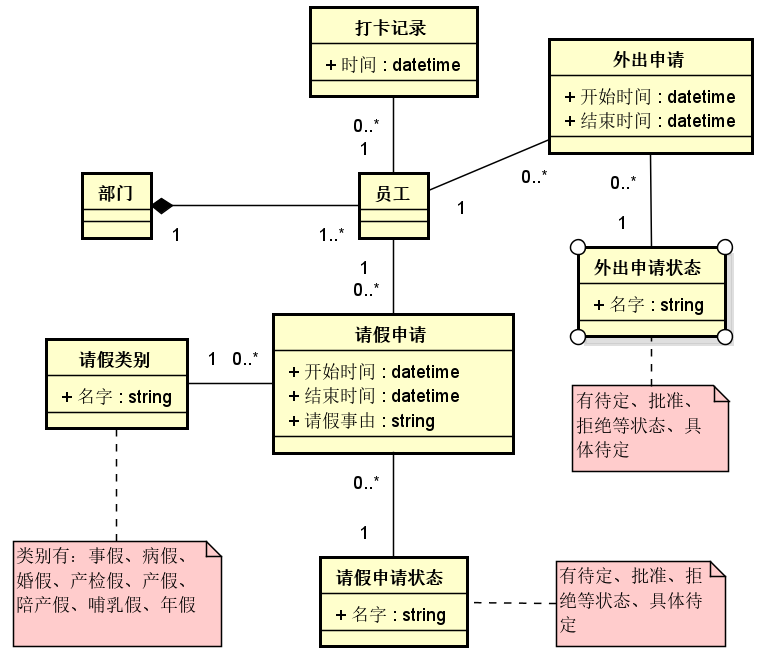 打卡记录
+ 时间 : datetime
外出申请
+ 开始时间 : datetime
+ 结束时间 : datetime
0..*
1
部门
员工
0..*
0..*
1
1
1..*
1
1
0..*
外出申请状态
+ 名字 : string
请假申请
+ 开始时间 : datetime
+ 结束时间 : datetime
+ 请假事由 : string
请假类别
+ 名字 : string
1
0..*
有待定、批准、
拒绝等状态、具
体待定
0..*
1
类别有：事假、病假、
婚假、产检假、产假、
陪产假、哺乳假、年假
请假申请状态
+ 名字 : string
有待定、批准、拒
绝等状态、具体待
定